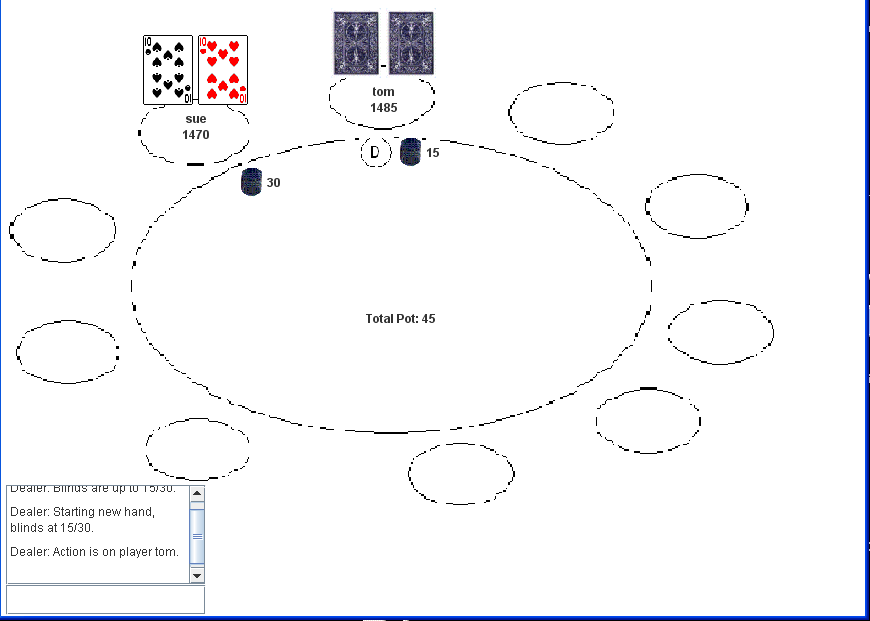 10
10
10
10
sue
1470
tom
1485
D
15
30
Total Pot: 45
Dealer: Blinds are up to 15/30.
Dealer: Starting new hand,
blinds at 15/30.
Dealer: Action is on player tom.